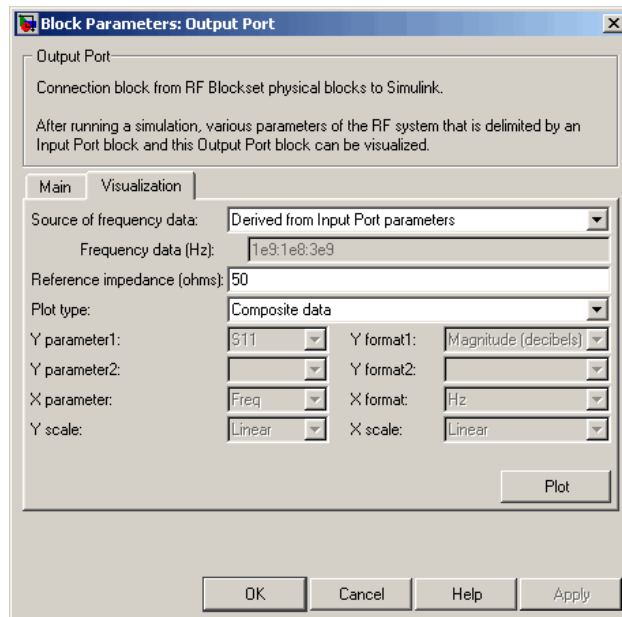 Block Parameters: Output Port
Output Port
Connection block from RF Blockset physical blocks to Simulink.
After running a simulation, various parameters of the RF system that is delimited by an
Input Port block and this Output Port block can be visualized.
Main Visualization
Source of frequency data: Derived from Input Port parameters
Frequency data (Hz): 1e9:1e8:3e9
Reference impedance (ohms): 50
Plot type: Composite data
Y parameter1: S11 Y format1: Magnitude (decibels)
Y parameter2: Y format2:
X parameter: Freq X format: Hz
Y scale: Linear X scale: Linear
Plot
OK Cancel Help Apply